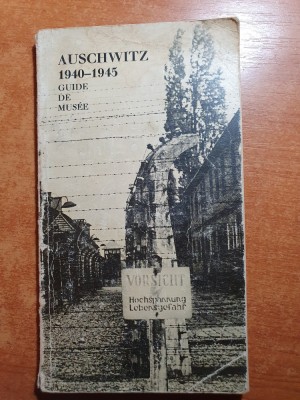 AUSCHWITZ
1940–1945
GUIDE
DE
MUSÉE
VORSICHT
Hochspannung
Lebensgefahr